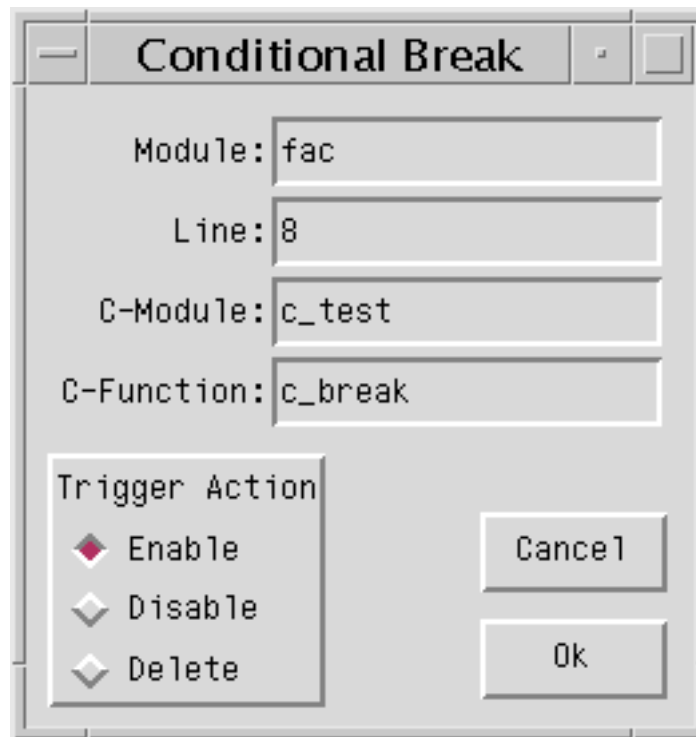 Conditional Break
Module: fac
Line: 8
C-Module: c_test
C-Function: c_break
Trigger Action
Enable
Disable
Delete
Cancel
Ok